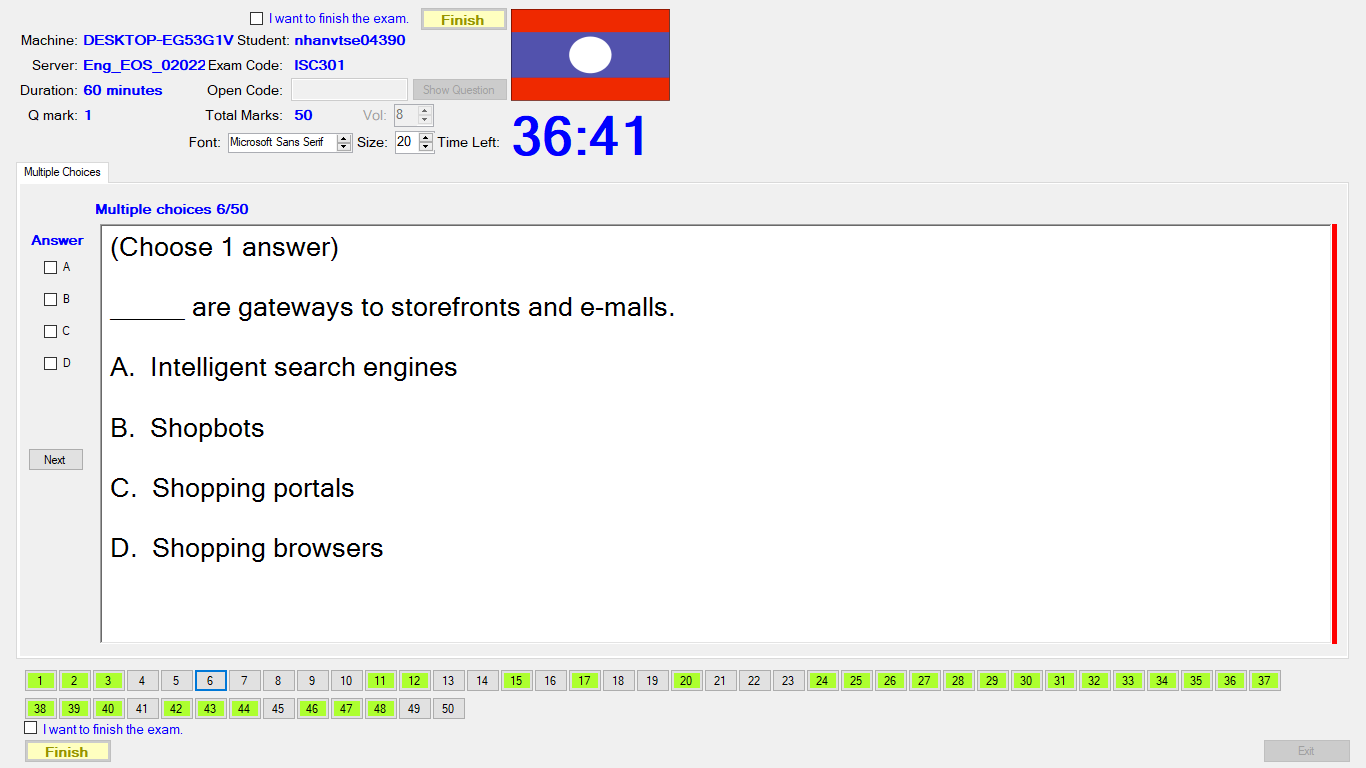 I want to finish the exam. Finish
Machine: DESKTOP-EG53G1V Student: nhanvtse04390
Server: Eng_EOS_02022 Exam Code: ISC301
Duration: 60 minutes Open Code: Show Question
Q mark: 1 Total Marks: 50 Vol: 8
Font: Microsoft Sans Serif Size: 20 Time Left: 36:41
Multiple Choices
Multiple choices 6/50
Answer
A
B
C
D
Next
(Choose 1 answer)
______ are gateways to storefronts and e-malls.
A. Intelligent search engines
B. Shopbots
C. Shopping portals
D. Shopping browsers
1 2 3 4 5 6 7 8 9 10 11 12 13 14 15 16 17 18 19 20 21 22 23 24 25 26 27 28 29 30 31 32 33 34 35 36 37
38 39 40 41 42 43 44 45 46 47 48 49 50
I want to finish the exam.
Finish Exit